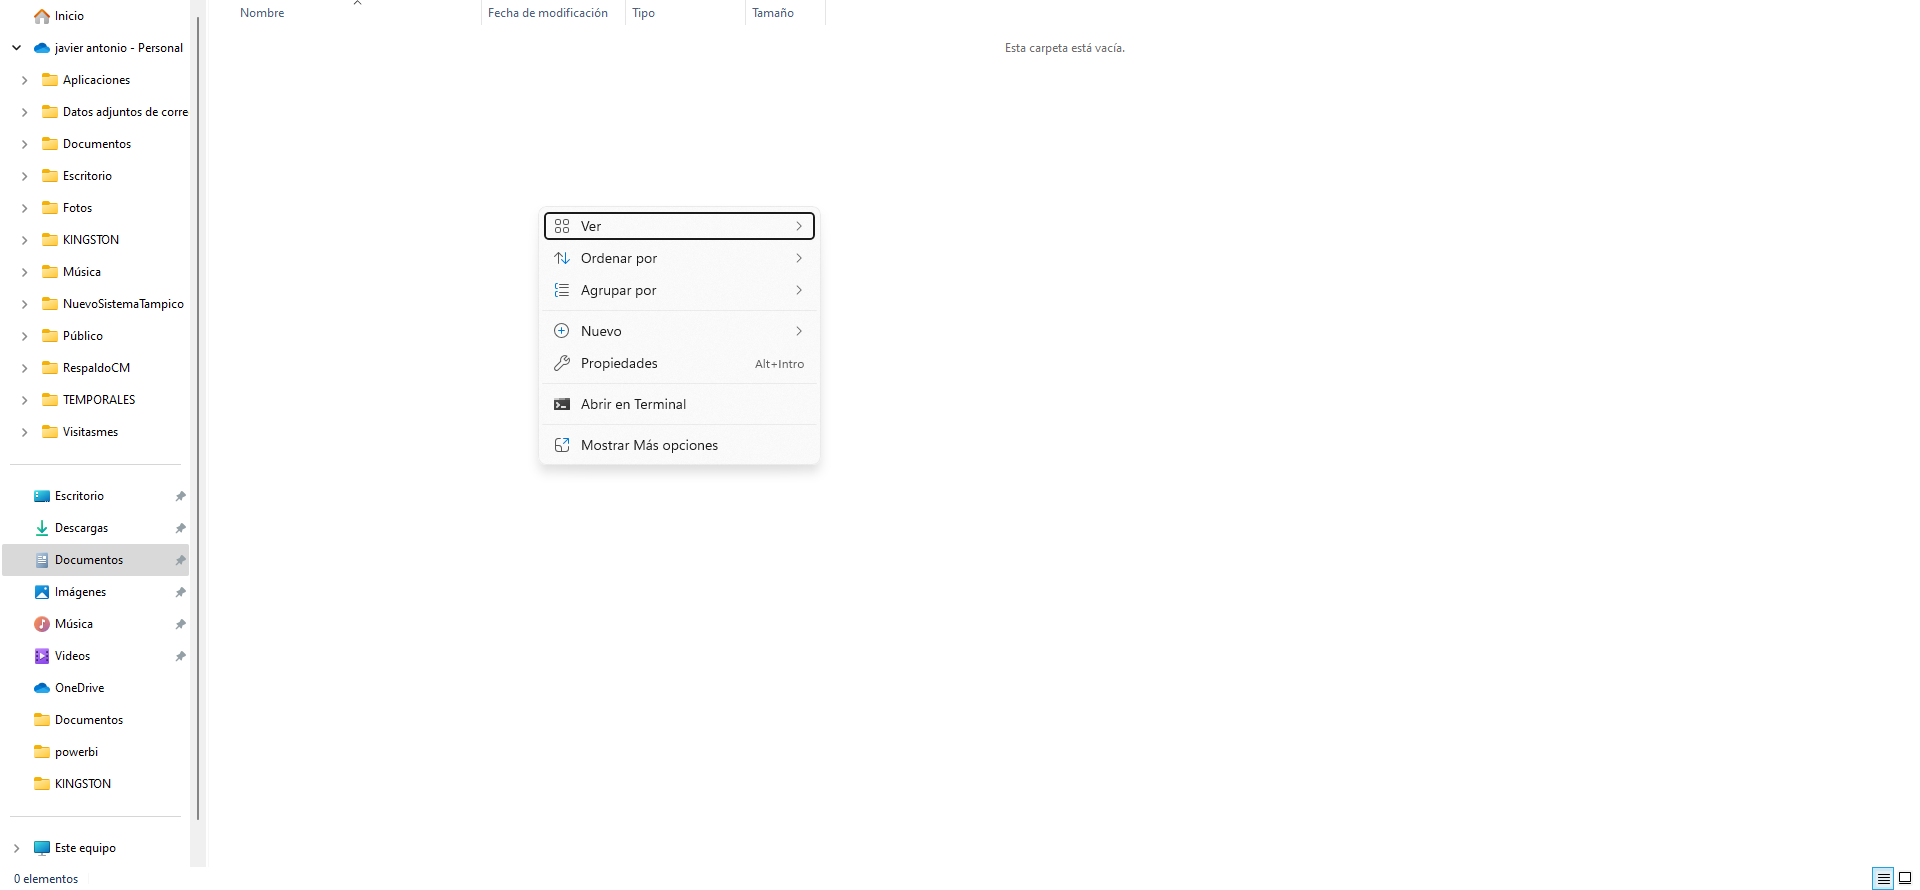 Inicio
javier antonio - Personal
Aplicaciones
Datos adjuntos de corre
Documentos
Escritorio
Fotos
KINGSTON
Música
NuevoSistemaTampico
Público
RespaldoCM
TEMPORALES
Visitasmes
Escritorio
Descargas
Documentos
Imágenes
Música
Videos
OneDrive
Documentos
powerbi
KINGSTON
Este equipo
0 elementos
Nombre Fecha de modificación Tipo Tamaño
Esta carpeta está vacía.
Ver
Ordenar por
Agrupar por
Nuevo
Propiedades Alt+Intro
Abrir en Terminal
Mostrar Más opciones